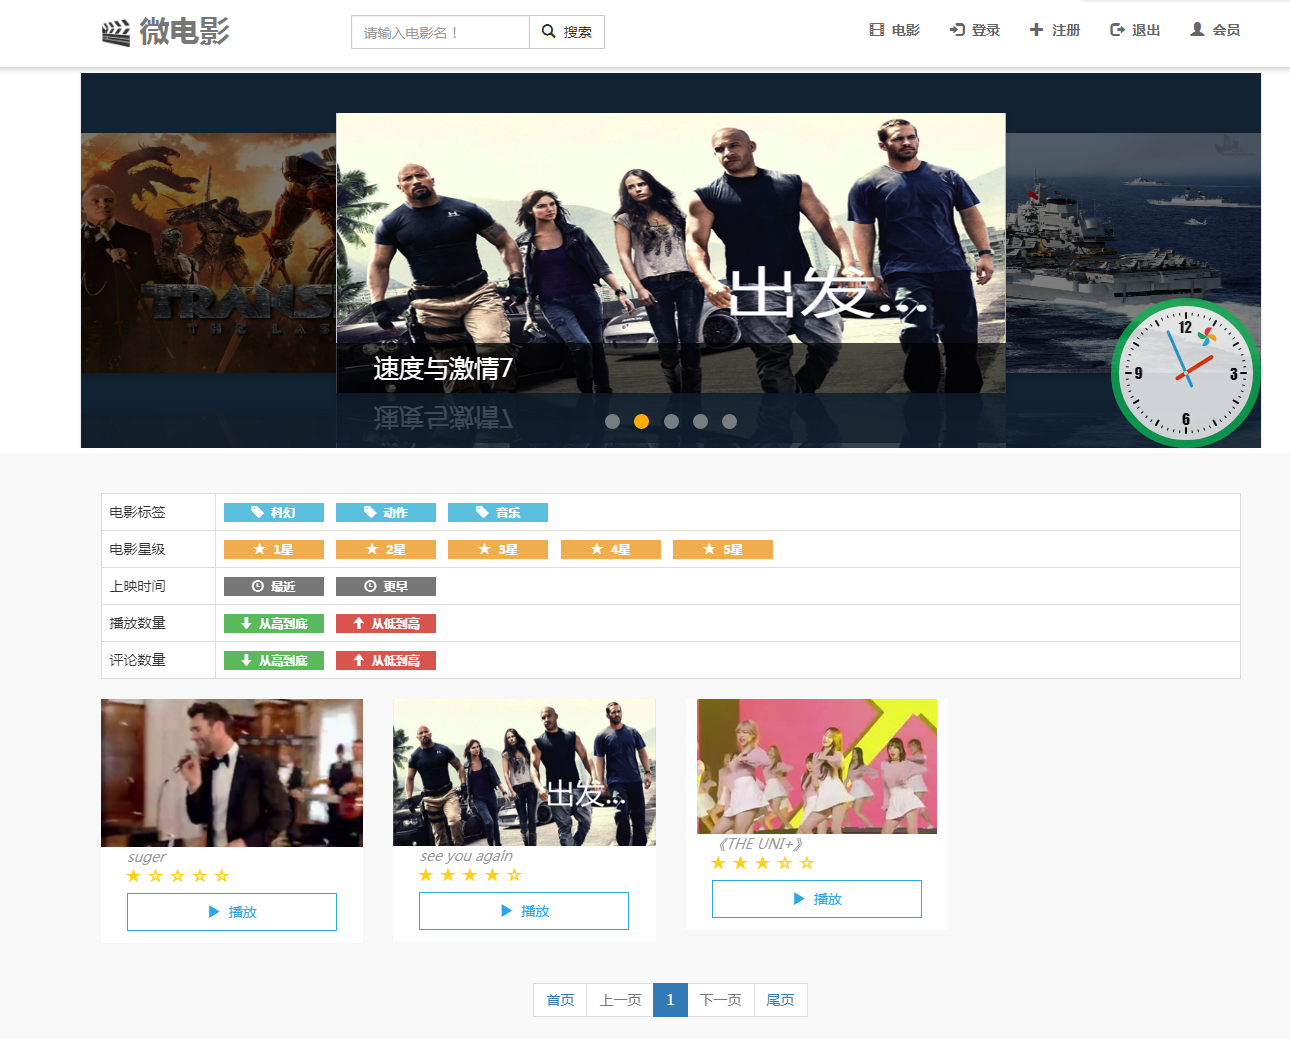 微电影
请输入电影名！
搜索
电影
登录
注册
退出
会员
TRANS
THE LAS
出发...
速度与激情7
速度与激情7
12
3
6
9
电影标签 科幻 动作 音乐
电影星级 1星 2星 3星 4星 5星
上映时间 最近 更早
播放数量 从高到底 从低到高
评论数量 从高到底 从低到高
suger
播放
出发...
see you again
播放
《THE UNI+》
播放
首页 上一页 1 下一页 尾页